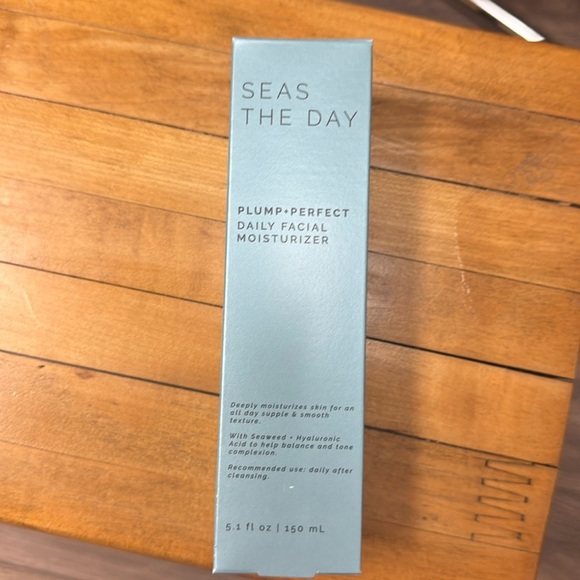 SEAS
THE DAY
PLUMP+PERFECT
DAILY FACIAL
MOISTURIZER
Deeply moisturizes skin for an
all day supple & smooth
texture.
With Seaweed + Hyaluronic
Acid to help balance and tone
complexion.
Recommended use: daily after
cleansing.
5.1 fl oz | 150 mL